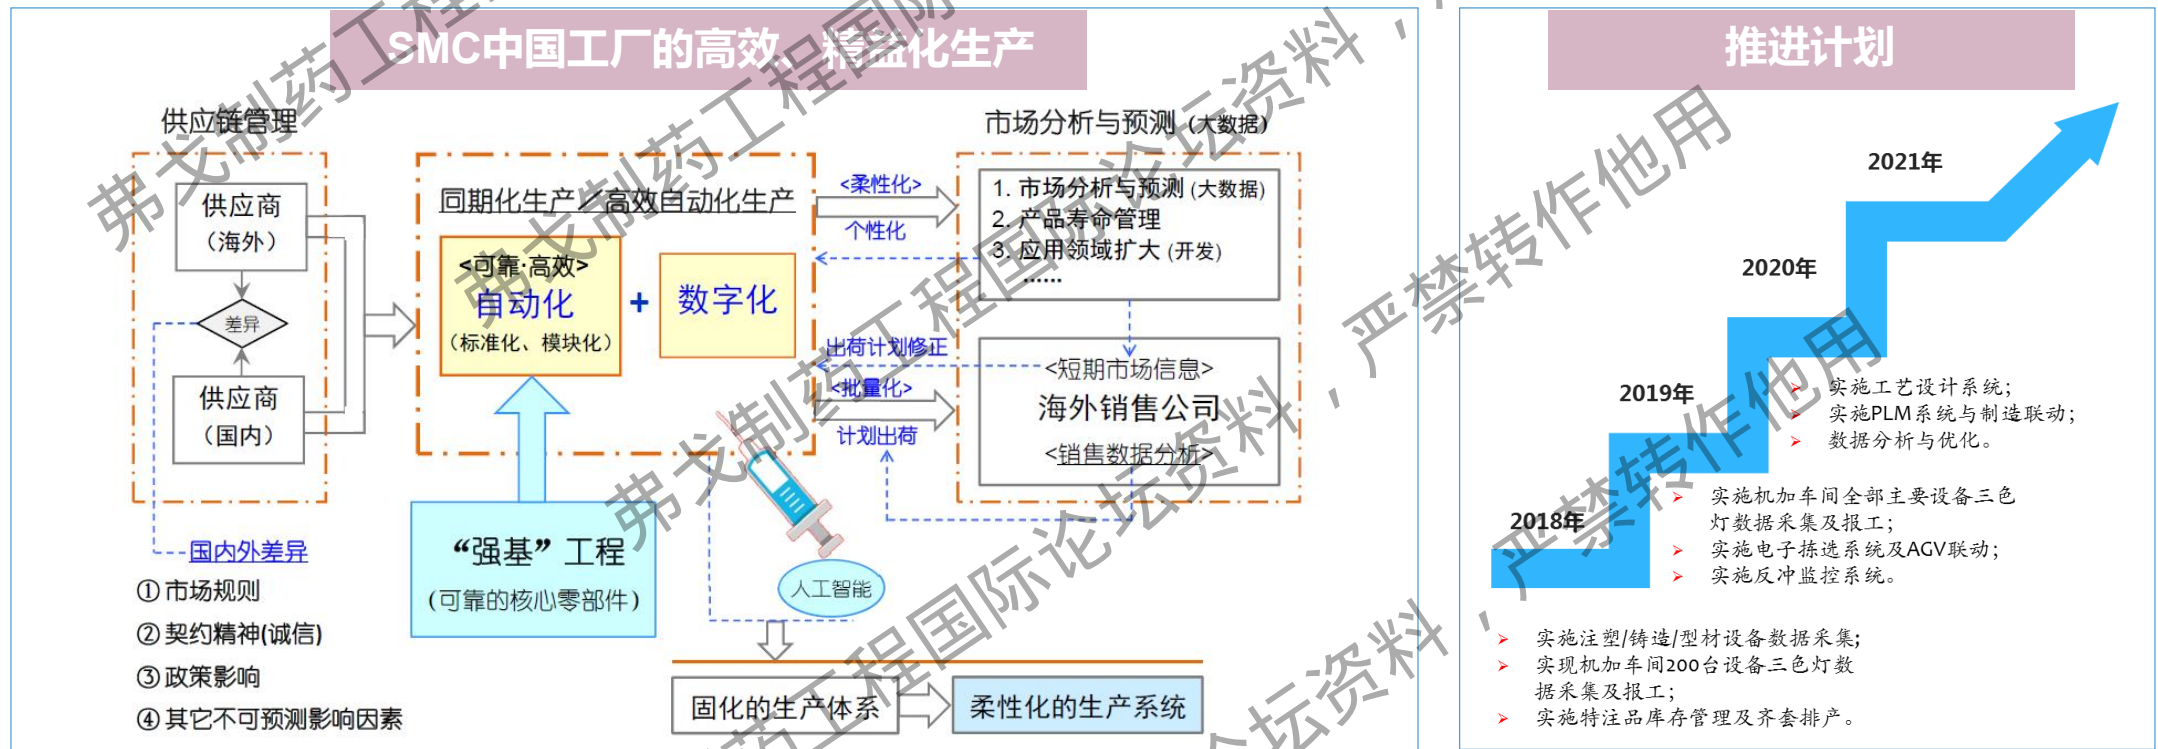 SMC中国工厂的高效、精益化生产
供应链管理
供应商
（海外）
差异
供应商
（国内）
国内外差异
①市场规则
②契约精神(诚信)
③政策影响
④其它不可预测影响因素
同期化生产／高效自动化生产
<可靠·高效>
自动化
（标准化、模块化）
+
数字化
“强基”工程
（可靠的核心零部件）
<柔性化>
个性化
出荷计划修正
<批量化>
计划出荷
人工智能
固化的生产体系
柔性化的生产系统
市场分析与预测（大数据）
1. 市场分析与预测 (大数据)
2. 产品寿命管理
3. 应用领域扩大 (开发)
······
<短期市场信息>
海外销售公司
<销售数据分析>
推进计划
2021年
2020年
2019年
2018年
实施工艺设计系统;
实施PLM系统与制造联动;
数据分析与优化。
实施机加车间全部主要设备三色
灯数据采集及报工;
实施电子拣选系统及AGV联动;
实施反冲监控系统。
实施注塑/铸造/型材设备数据采集;
实现机加车间200台设备三色灯数
据采集及报工;
实施特注品库存管理及齐套排产。
弗戈制药工程国际论坛资料，严禁转作他用